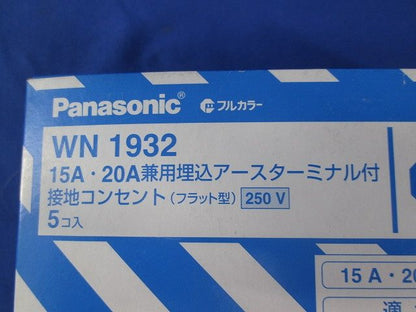 Panasonic® フルカラー
WN 1932
15A・20A兼用埋込アースターミナル付
接地コンセント(フラット型) 250 V
5コ入
15 A・20
適